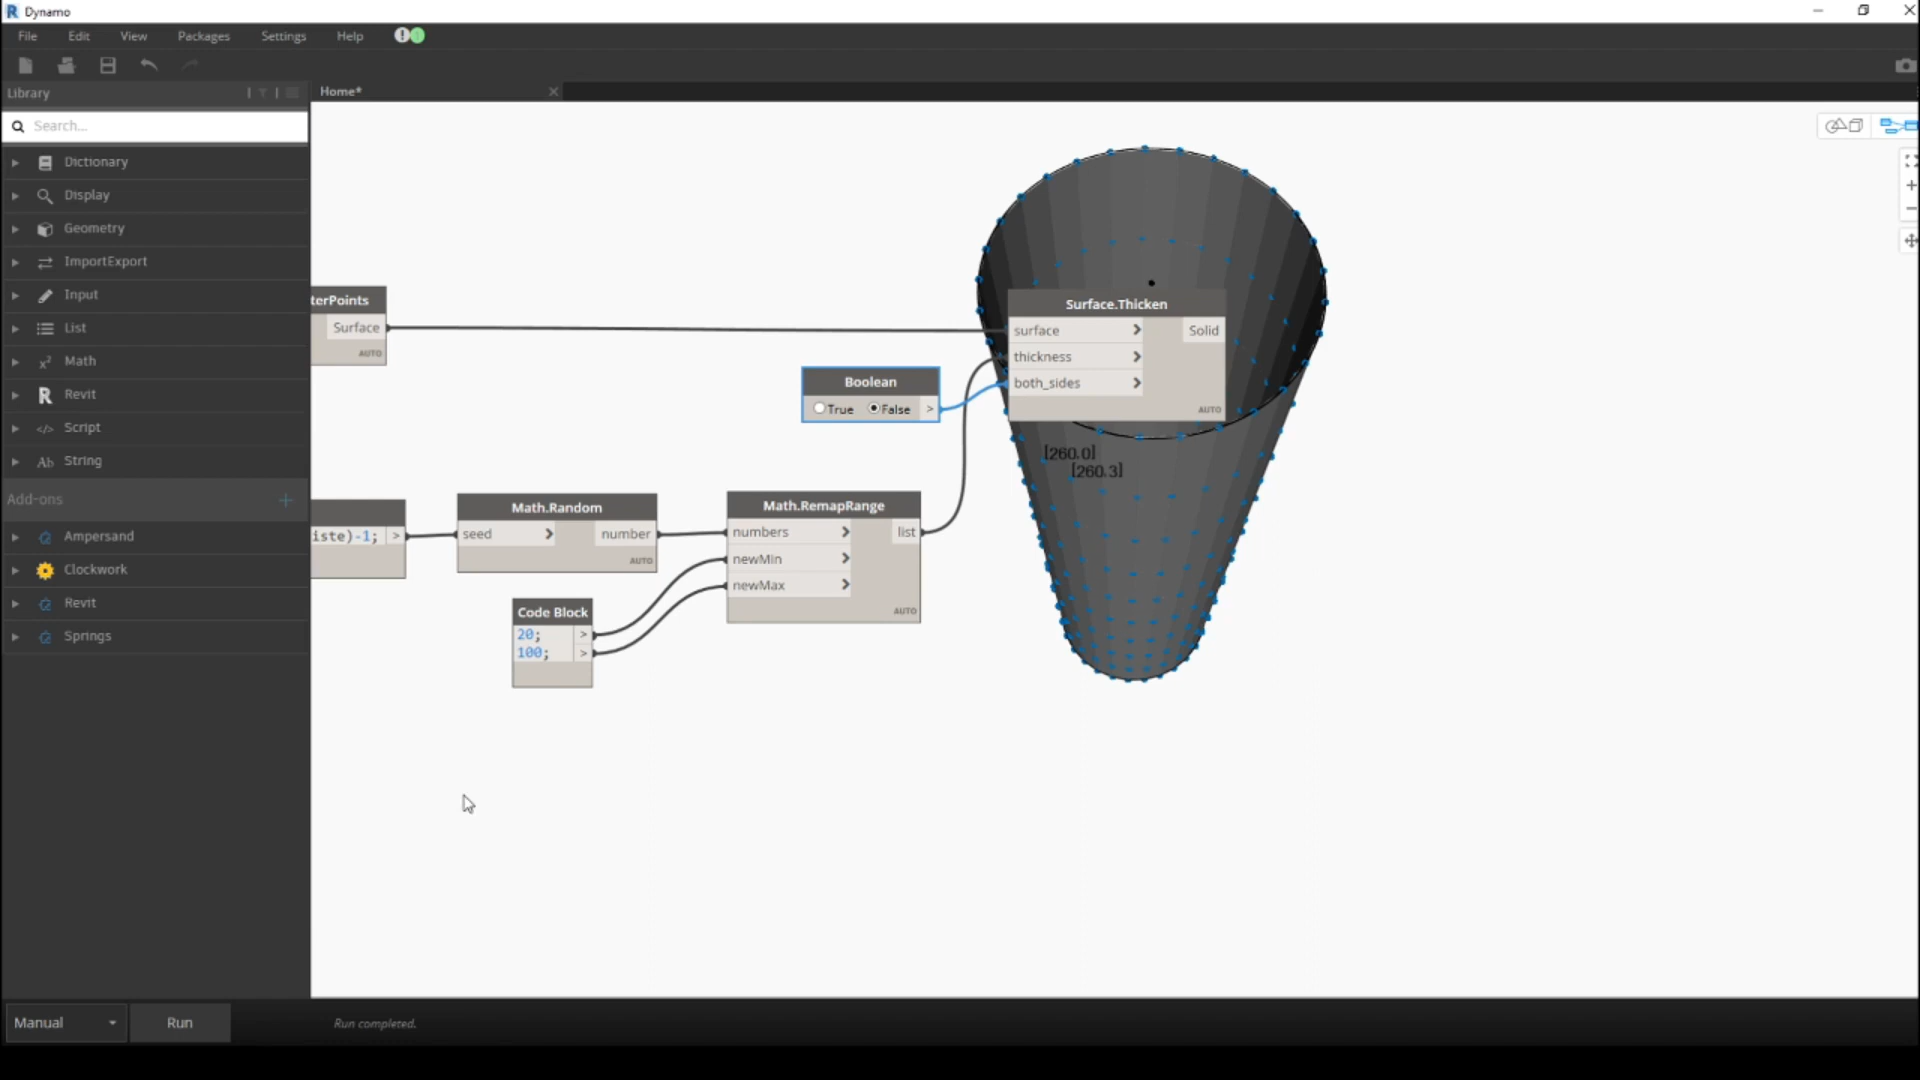 Dynamo
File Edit View Packages Settings Help
Library
Home*
Search...
Dictionary
Display
Geometry
ImportExport
Input
List
Math
Revit
Script
String
Add-ons
Ampersand
Clockwork
Revit
Springs
terPoints
Surface
AUTO
Surface.Thicken
surface > Solid
thickness >
both_sides >
AUTO
Boolean
True False >
[260.0]
[260.3]
iste)-1; >
Math.Random
seed > number
AUTO
Math.RemapRange
numbers > list
newMin >
newMax >
AUTO
Code Block
20; >
100; >
Manual
Run
Run completed.